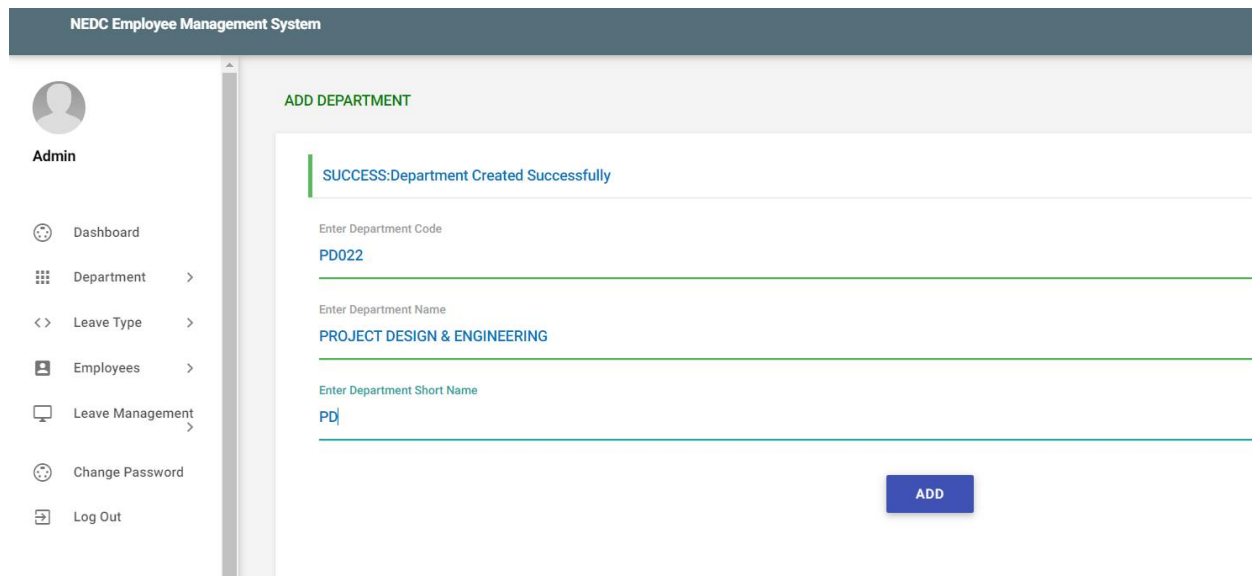 NEDC Employee Management System
Admin
Dashboard
Department
Leave Type
Employees
Leave Management
Change Password
Log Out
ADD DEPARTMENT
SUCCESS:Department Created Successfully
Enter Department Code
PD022
Enter Department Name
PROJECT DESIGN & ENGINEERING
Enter Department Short Name
PD
ADD